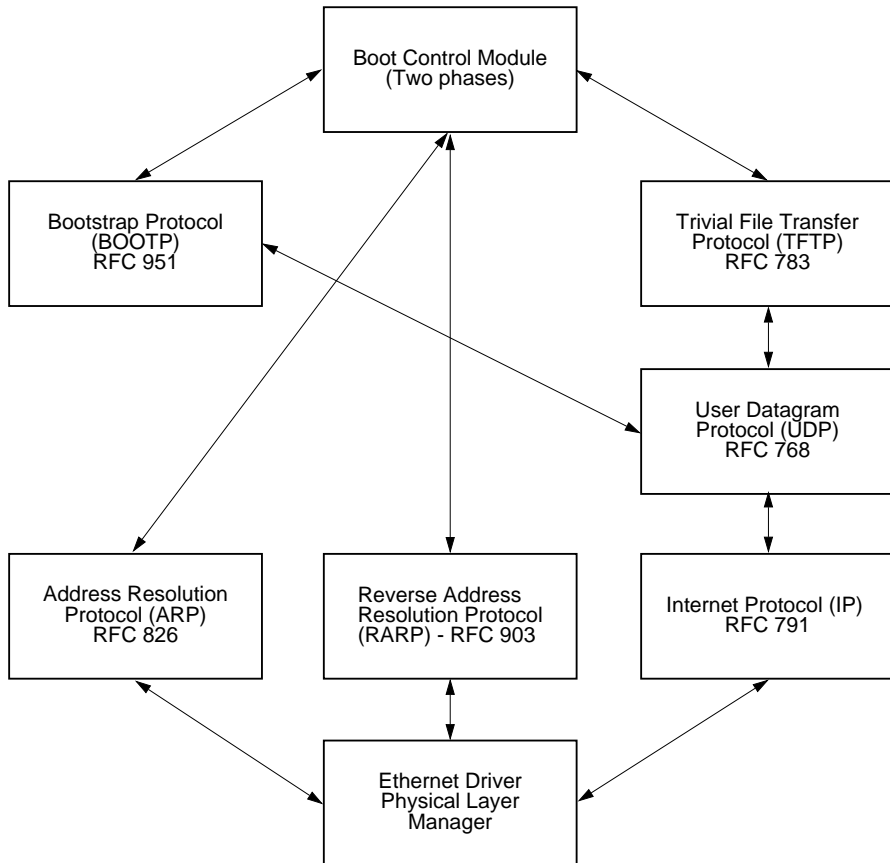 Boot Control Module
(Two phases)
Bootstrap Protocol
(BOOTP)
RFC 951
Trivial File Transfer
Protocol (TFTP)
RFC 783
User Datagram
Protocol (UDP)
RFC 768
Address Resolution
Protocol (ARP)
RFC 826
Reverse Address
Resolution Protocol
(RARP) - RFC 903
Internet Protocol (IP)
RFC 791
Ethernet Driver
Physical Layer
Manager